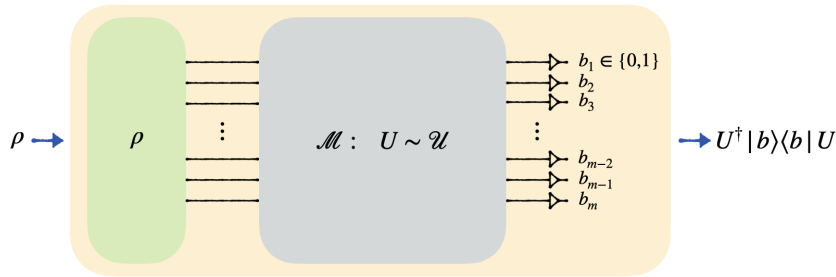 ρ
ρ
⋮
ℳ : U ∼ 𝒰
b₁ ∈ {0,1}
b₂
b₃
⋮
bₘ₋₂
bₘ₋₁
bₘ
U†|b⟩⟨b|U